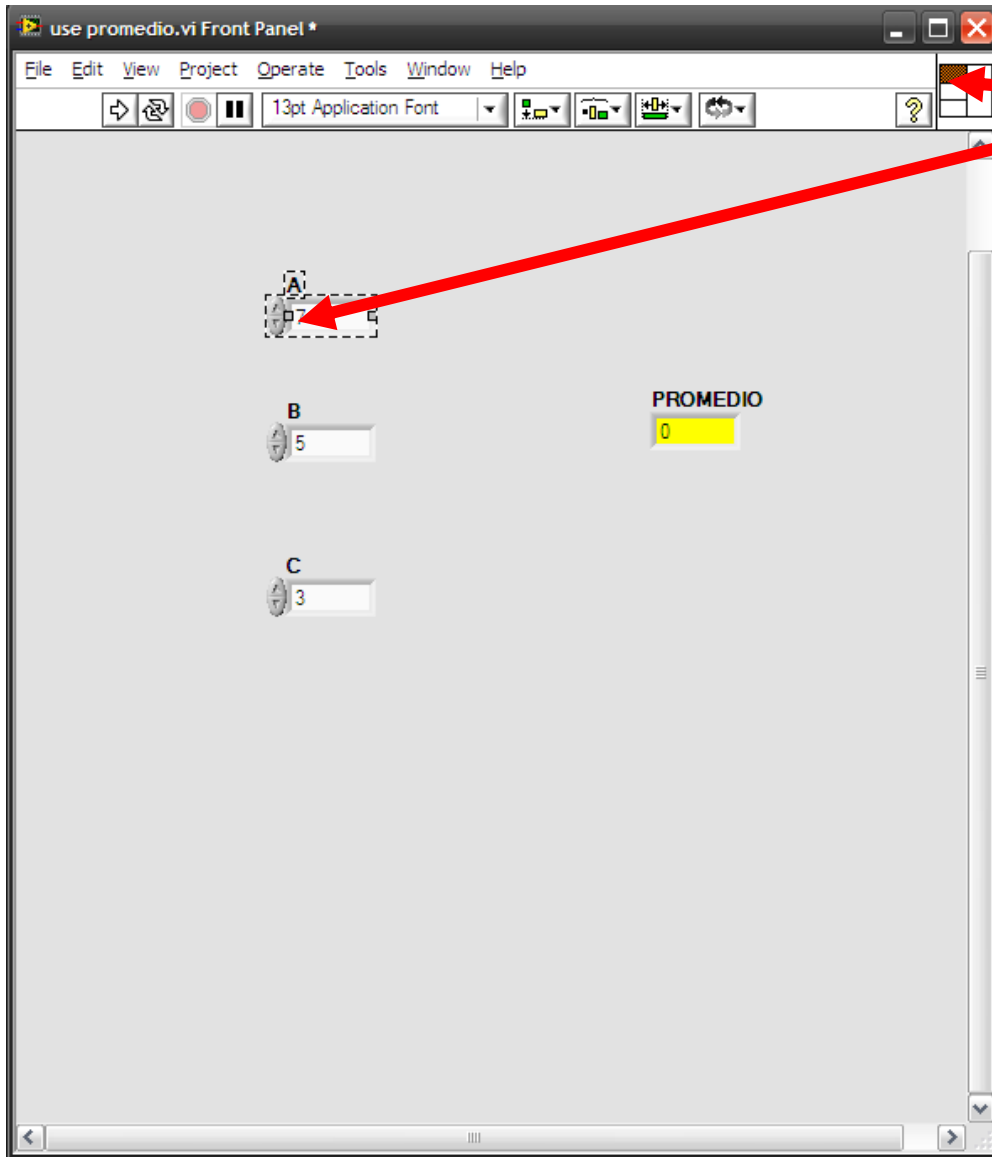 use promedio.vi Front Panel *
File Edit View Project Operate Tools Window Help
13pt Application Font
?
A
7
B
5
PROMEDIO
0
C
3